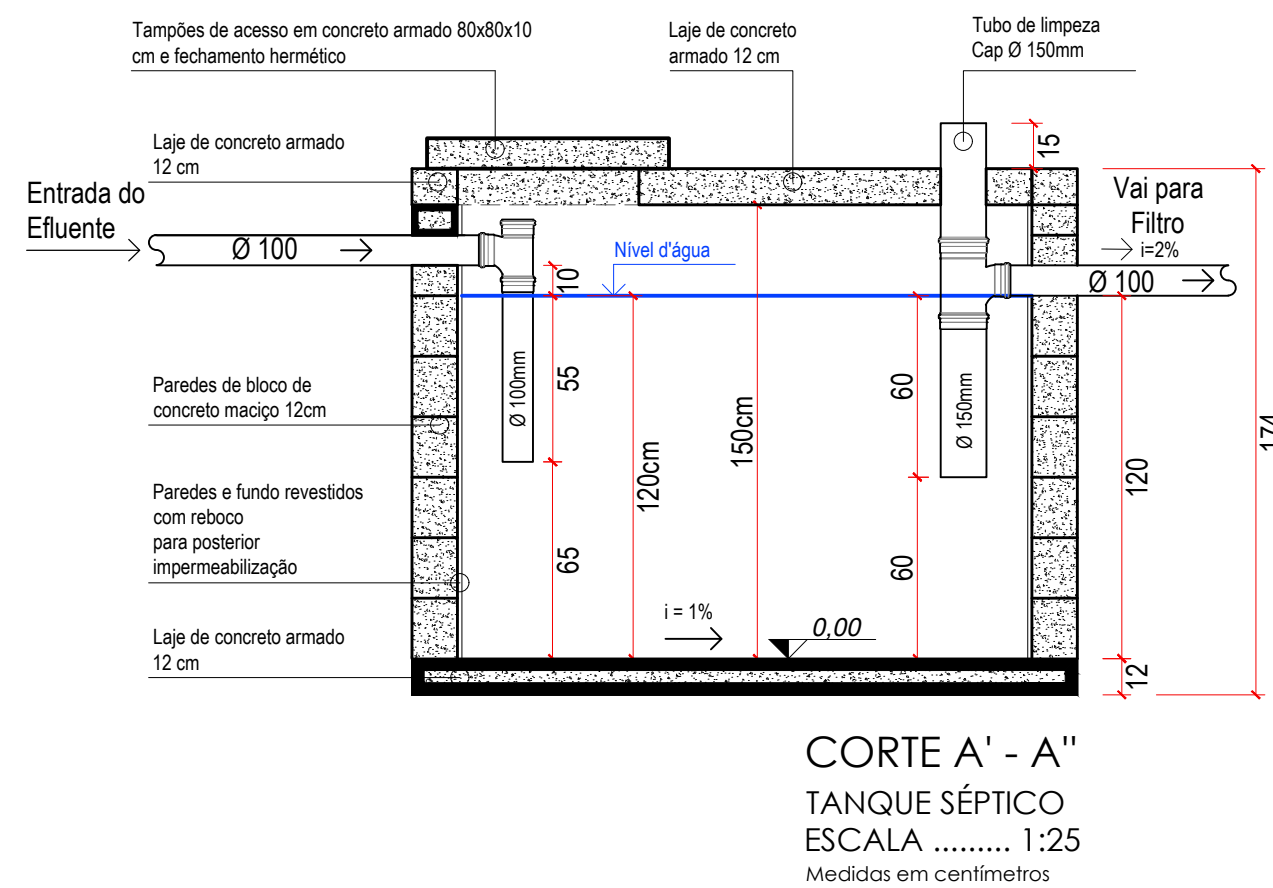 Tampões de acesso em concreto armado 80x80x10
cm e fechamento hermético
Laje de concreto
armado 12 cm
Tubo de limpeza
Cap Ø 150mm
Laje de concreto armado
12 cm
15
Entrada do
Efluente
Ø 100
Vai para
Filtro
i=2%
Ø 100
Nível d'água
10
Paredes de bloco de
concreto maciço 12cm
Ø 100mm
55
120cm
150cm
60
Ø 150mm
120
174
Paredes e fundo revestidos
com reboco
para posterior
impermeabilização
65
60
i = 1%
0,00
Laje de concreto armado
12 cm
12
CORTE A' - A"
TANQUE SÉPTICO
ESCALA ......... 1:25
Medidas em centímetros